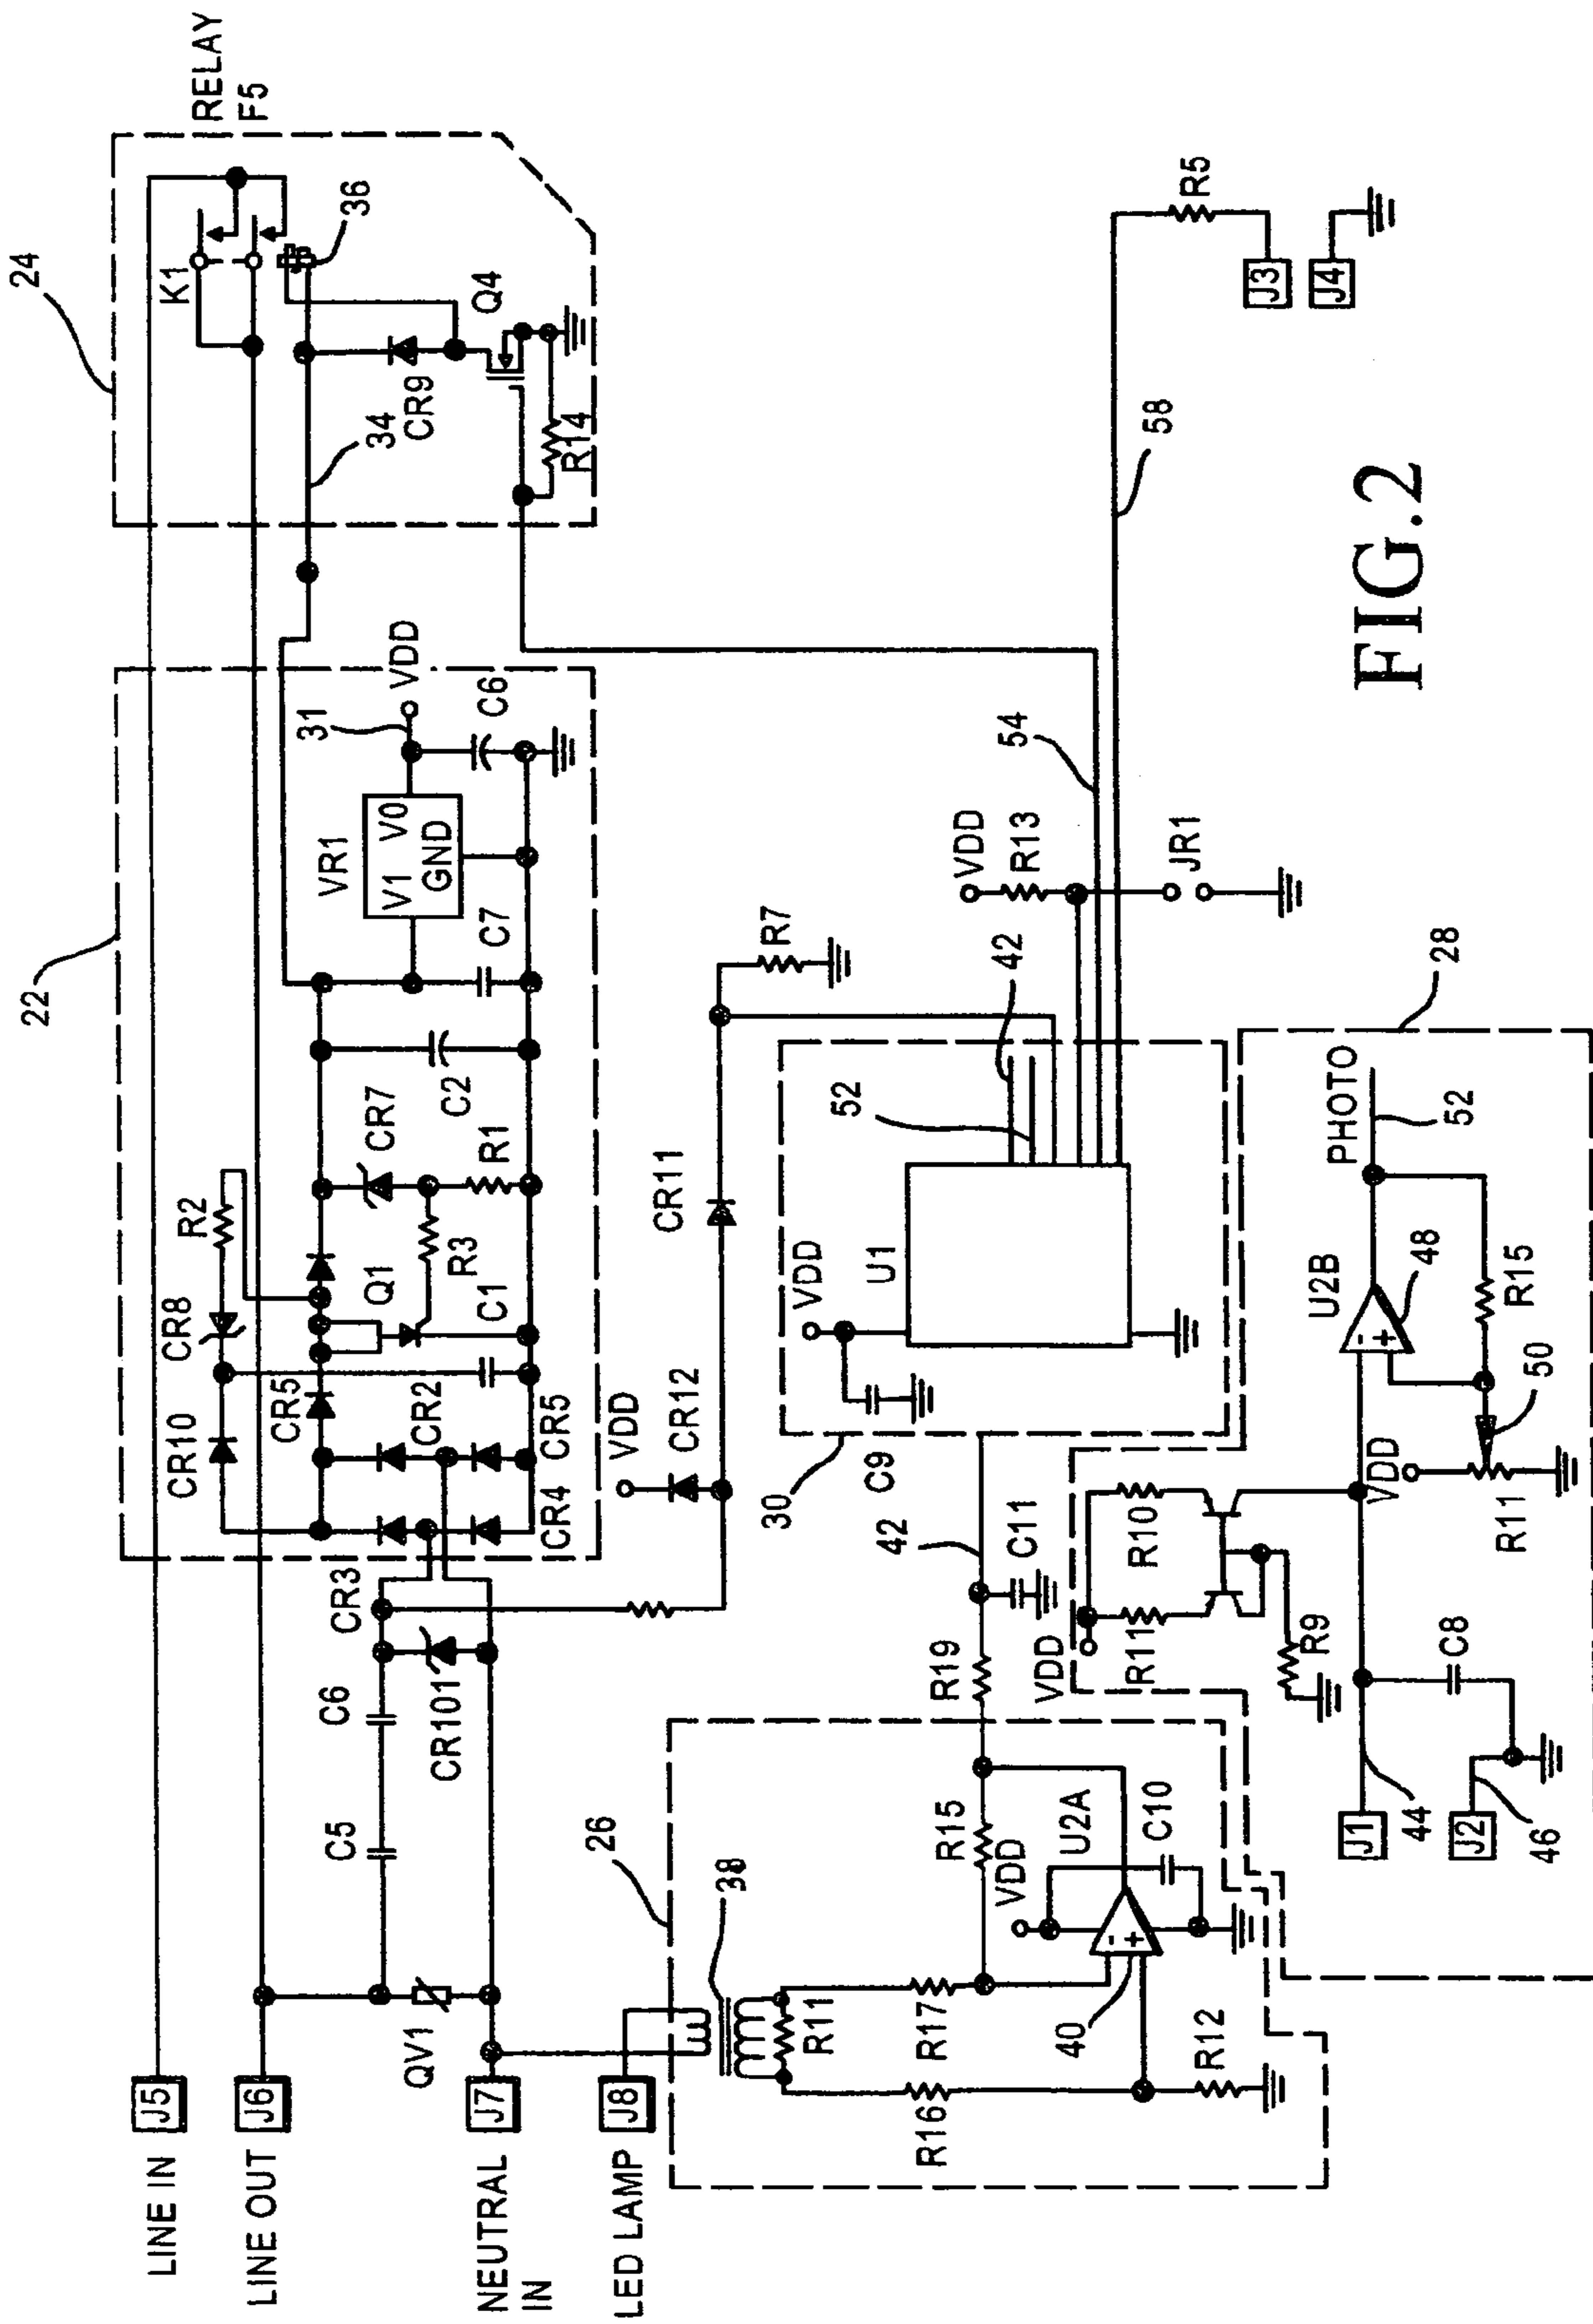 24
RELAY
F5
K1
36
34
CR9
Q4
R14
22
R2
CR8
CR10
CR5
Q1
R3
C1
CR7
R1
C2
VR1
V1
V0
GND
C7
31
VDD
C6
CR2
CR5
CR4
J5
LINE IN
J6
LINE OUT
QV1
C5
C6
CR3
CR101
J7
NEUTRAL
IN
J8
LED LAMP
VDD
CR12
CR11
R7
26
38
R11
R17
R16
R12
40
R15
VDD
U2A
C10
R19
42
C11
30
C9
VDD
U1
52
42
VDD
R13
JR1
54
58
R5
J3
J4
28
VDD
R11
R10
R9
J1
44
J2
46
C8
VDD
R11
50
U2B
48
R15
PHOTO
52
- +
- +
FIG.2